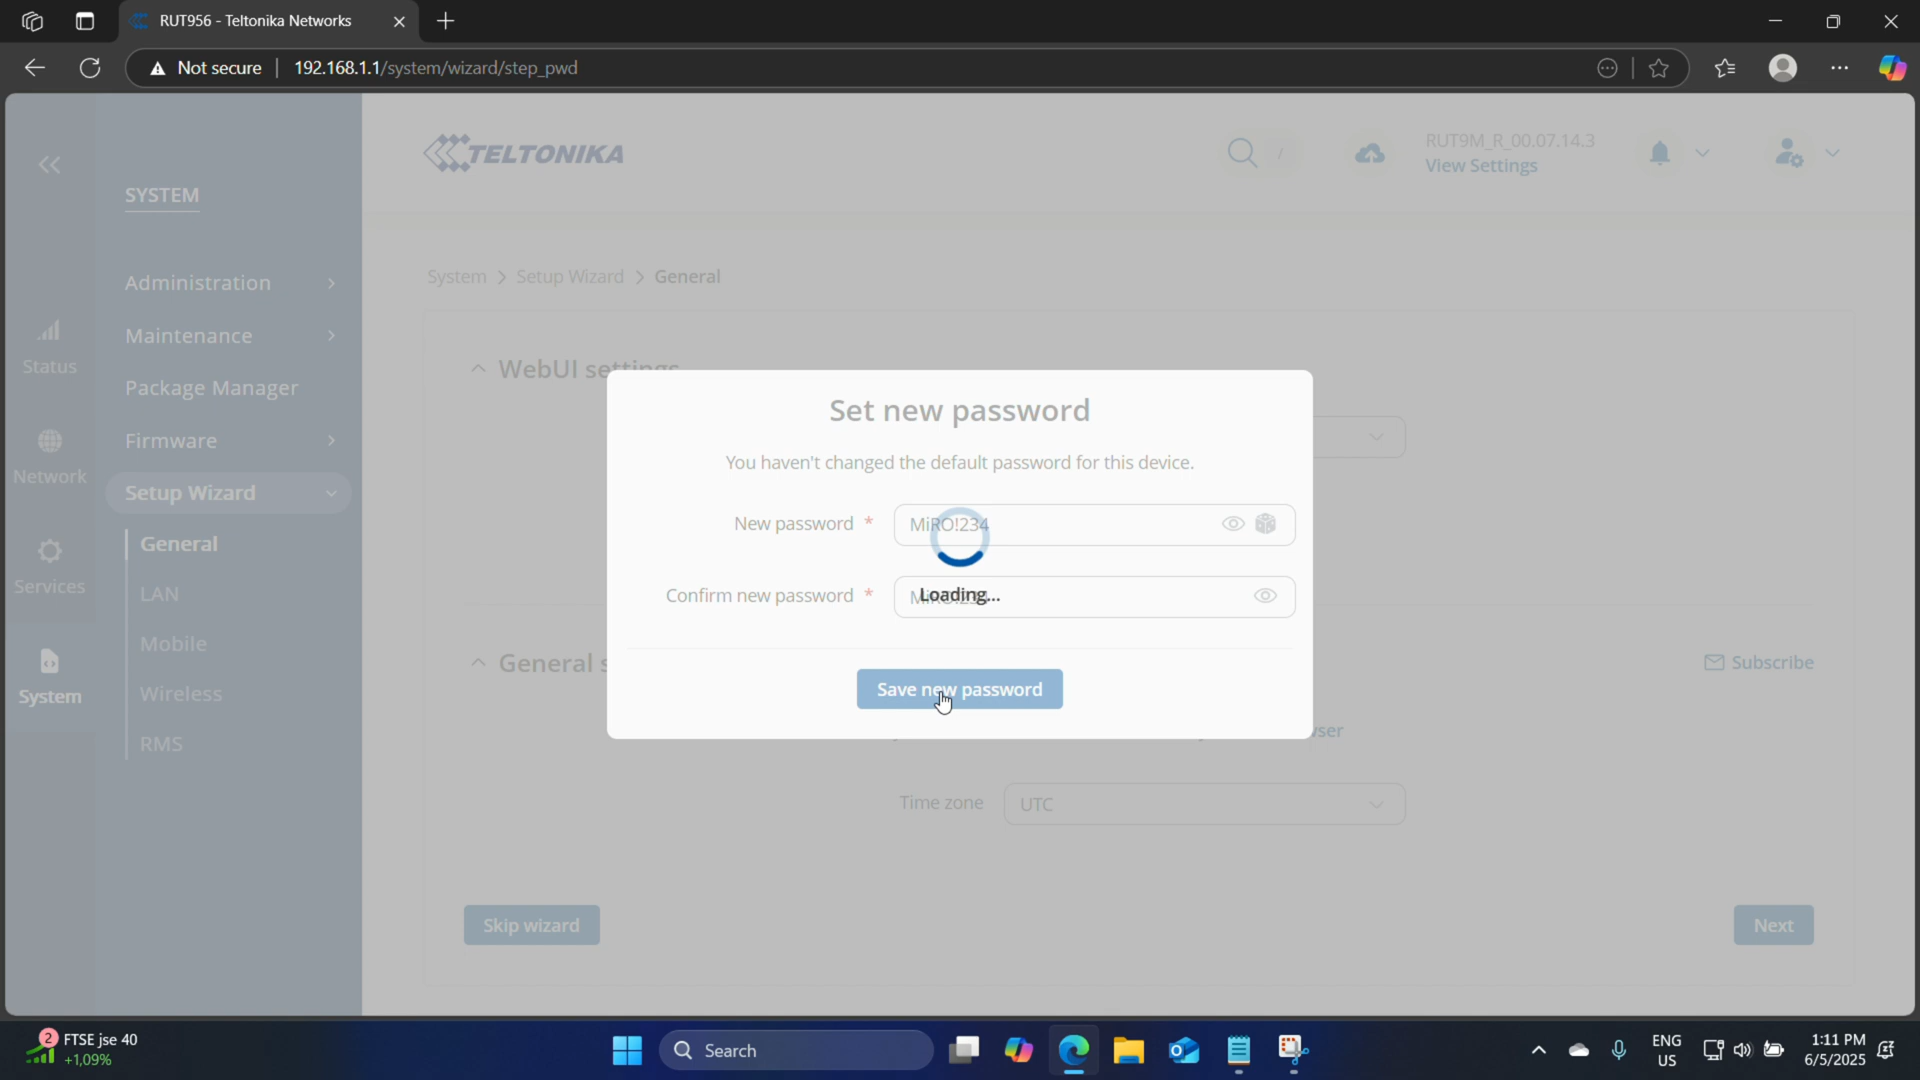 RUT956 - Teltonika Networks
Not secure
192.168.1.1/system/wizard/step_pwd
TELTONIKA
/
RUT9M_R_00.07.14.3
View Settings
SYSTEM
Administration
Maintenance
Package Manager
Firmware
Setup Wizard
General
LAN
Mobile
Wireless
RMS
Status
Network
Services
System
System > Setup Wizard > General
WebUI settings
Set new password
You haven't changed the default password for this device.
New password * MiRO!234
Confirm new password *
Loading...
Save new password
General s
Subscribe
Time zone UTC
Skip wizard
Next
2
FTSE jse 40
+1,09%
Search
ENG
US
1:11 PM
6/5/2025